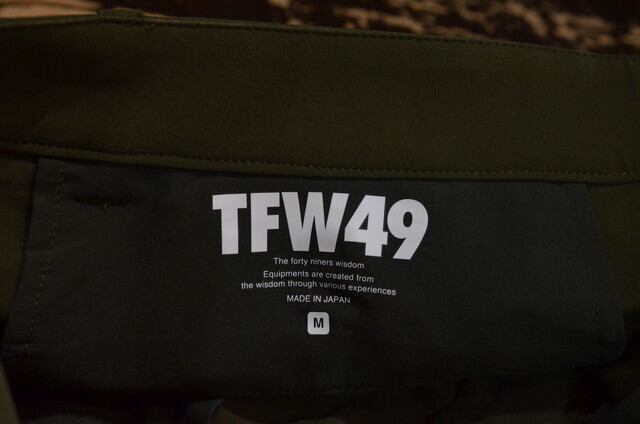 TFW49
The forty niners wisdom
Equipments are created from
the wisdom through various experiences
MADE IN JAPAN
M